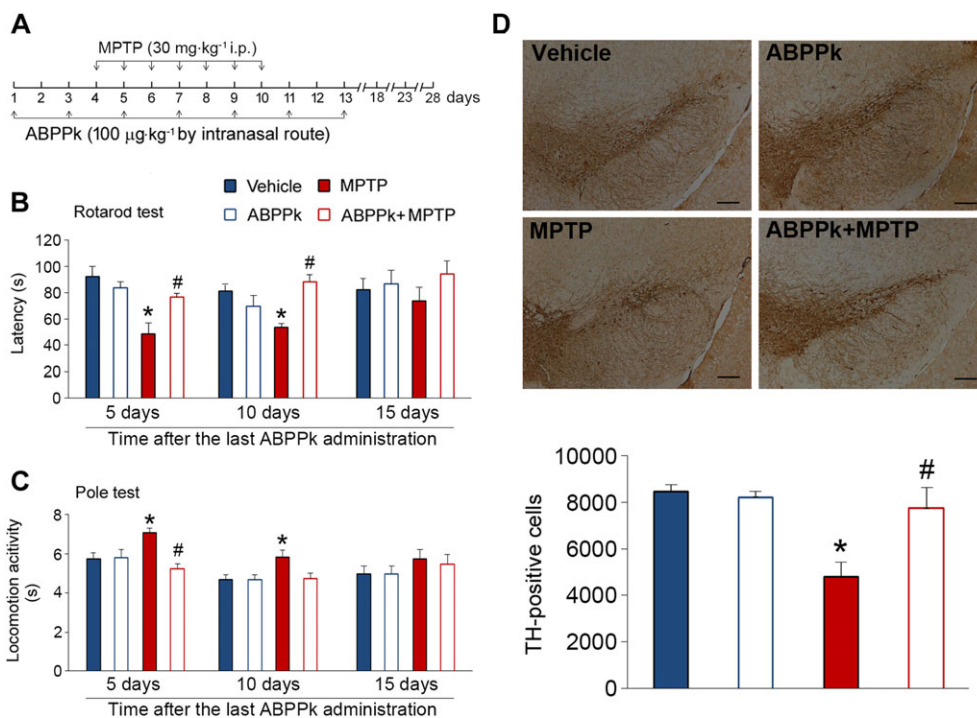 A
MPTP (30 mg·kg⁻¹ i.p.)
1 2 3 4 5 6 7 8 9 10 11 12 13 18 23 28 days
ABPPk (100 µg·kg⁻¹ by intranasal route)
Vehicle MPTP
ABPPk ABPPk+MPTP
B
Rotarod test
Latency (s)
120
100
80
60
40
20
0
* # * #
5 days 10 days 15 days
Time after the last ABPPk administration
C
Pole test
Locomotion acitivity
(s)
8
6
4
2
0
* # *
5 days 10 days 15 days
Time after the last ABPPk administration
D
Vehicle ABPPk
MPTP ABPPk+MPTP
TH-positive cells
10000
8000
6000
4000
2000
0
* #